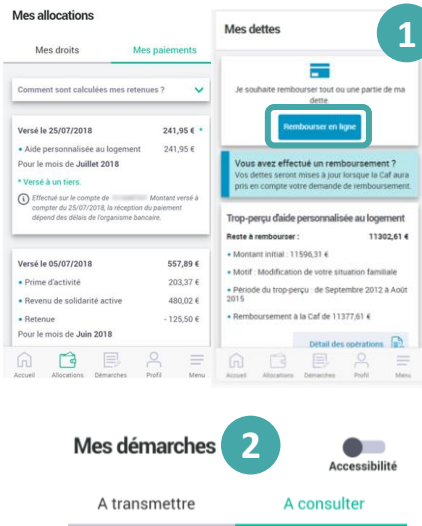 Mes allocations
Mes droits
Mes paiements
Comment sont calculées mes retenues ?
Versé le 25/07/2018 241,95 € *
• Aide personnalisée au logement 241,95 €
Pour le mois de Juillet 2018
* Versé à un tiers.
Effectué sur le compte de Montant versé à
compter du 25/07/2018, la réception du paiement
dépend des délais de l'organisme bancaire.
Versé le 05/07/2018 557,89 €
• Prime d'activité 203,37 €
• Revenu de solidarité active 480,02 €
• Retenue - 125,50 €
Pour le mois de Juin 2018
Accueil Allocations Démarches Profil Menu
Mes dettes
1
Je souhaite rembourser tout ou une partie de ma
dette.
Rembourser en ligne
Vous avez effectué un remboursement ?
Vos dettes seront mises à jour lorsque la Caf aura
pris en compte votre demande de remboursement.
Trop-perçu d'aide personnalisée au logement
Reste à rembourser : 11302,61 €
• Montant initial : 11596,31 €
• Motif : Modification de votre situation familiale
• Période du trop-perçu : de Septembre 2012 à Août
2015
• Remboursement à la Caf de 11377,61 €
Détail des opérations
Accueil Allocations Démarches Profil Menu
Mes démarches
2
Accessibilité
A transmettre
A consulter